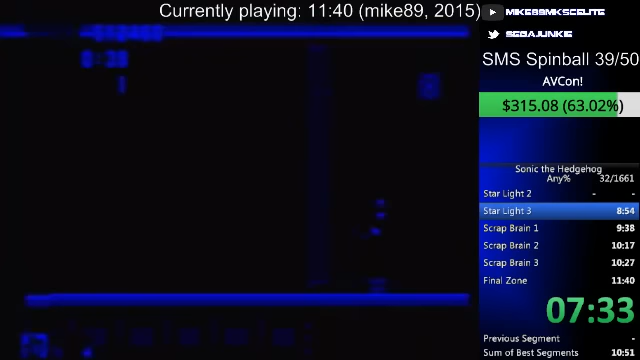 Currently playing: 11:40 (mike89, 2015)
MIKE89MKSCELITE
SEGAJUNKIE
SMS Spinball 39/50
AVCon!
$315.08 (63.02%)
Sonic the Hedgehog
Any% 32/1661
Star Light 2 - -
Star Light 3 8:54
Scrap Brain 1 9:38
Scrap Brain 2 10:17
Scrap Brain 3 10:27
Final Zone 11:40
07:33
Previous Segment -
Sum of Best Segments 10:51